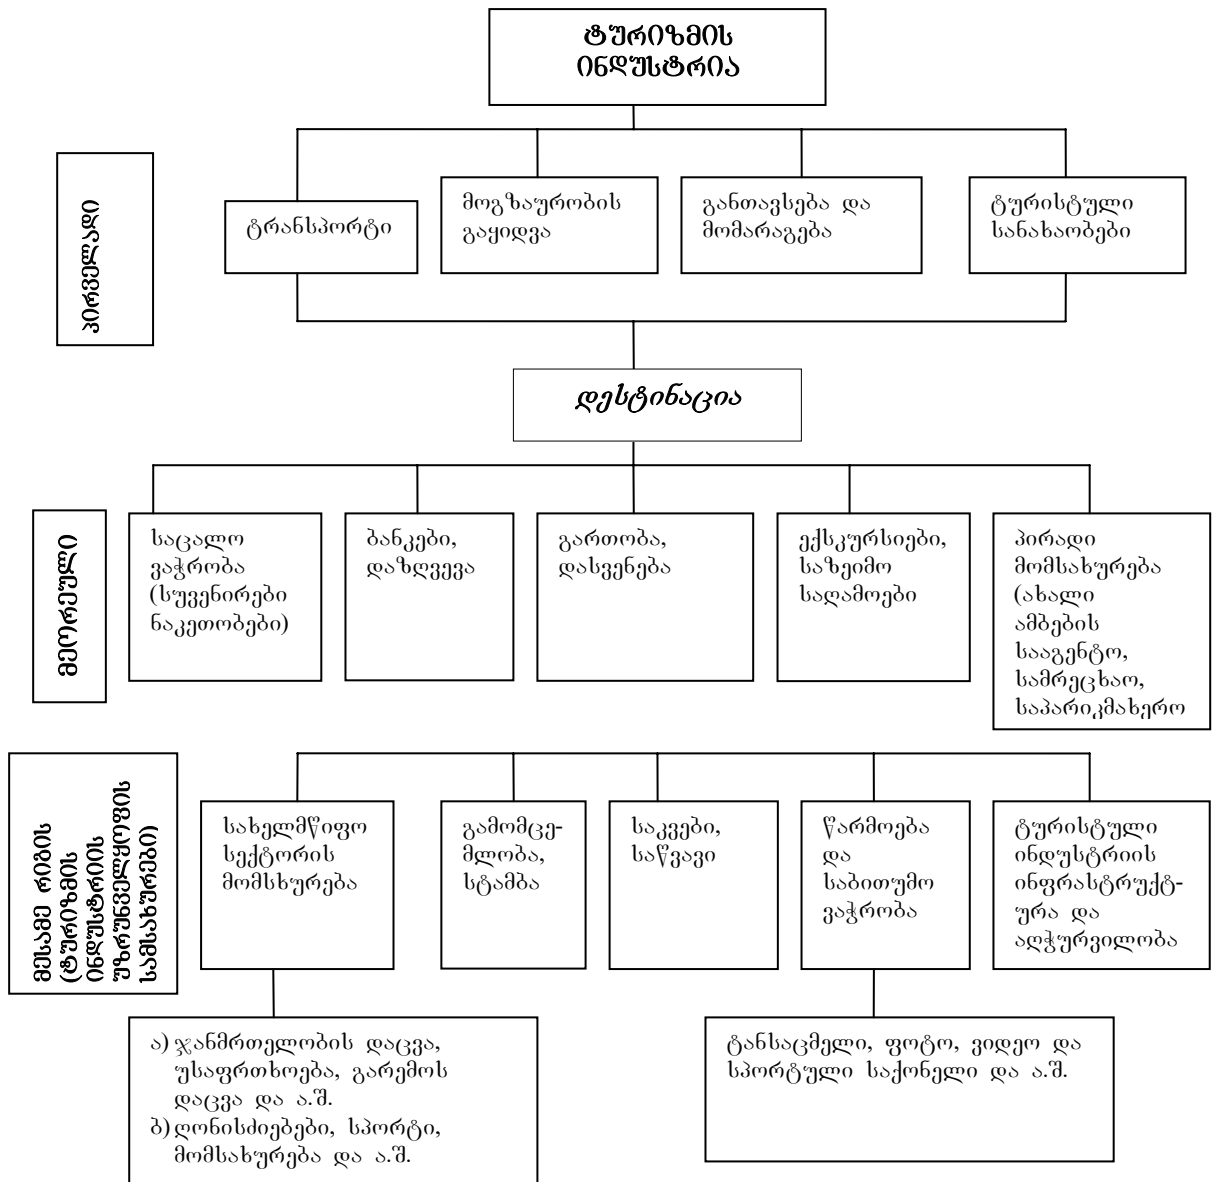 ტურიზმის
ინდუსტრია
პირველადი
ტრანსპორტი
მოგზაურობის
გაყიდვა
განთავსება და
მომარაგება
ტურისტული
სანახაობები
დესტინაცია
მეორეული
საცალო
ვაჭრობა
(სუვენირები
ნაკეთობები)
ბანკები,
დაზღვევა
გართობა,
დასვენება
ექსკურსიები,
საზეიმო
საღამოები
პირადი
მომსახურება
(ახალი
ამბების
სააგენტო,
სამრეცხაო,
საპარიკმახერო
მესამე რიგის
(ტურიზმის
ინდუსტრიის
უზრუნველყოფის
სამსახურები)
სახელმწიფო
სექტორის
მომსხურება
გამომცე-
მლობა,
სტამბა
საკვები,
საწვავი
წარმოება
და
საბითუმო
ვაჭრობა
ტურისტული
ინდუსტრიის
ინფრასტრუქტ-
ურა და
აღჭურვილობა
ა) ჯანმრთელობის დაცვა,
უსაფრთხოება, გარემოს
დაცვა და ა.შ.
ბ) ღონისძიებები, სპორტი,
მომსახურება და ა.შ.
ტანსაცმელი, ფოტო, ვიდეო და
სპორტული საქონელი და ა.შ.